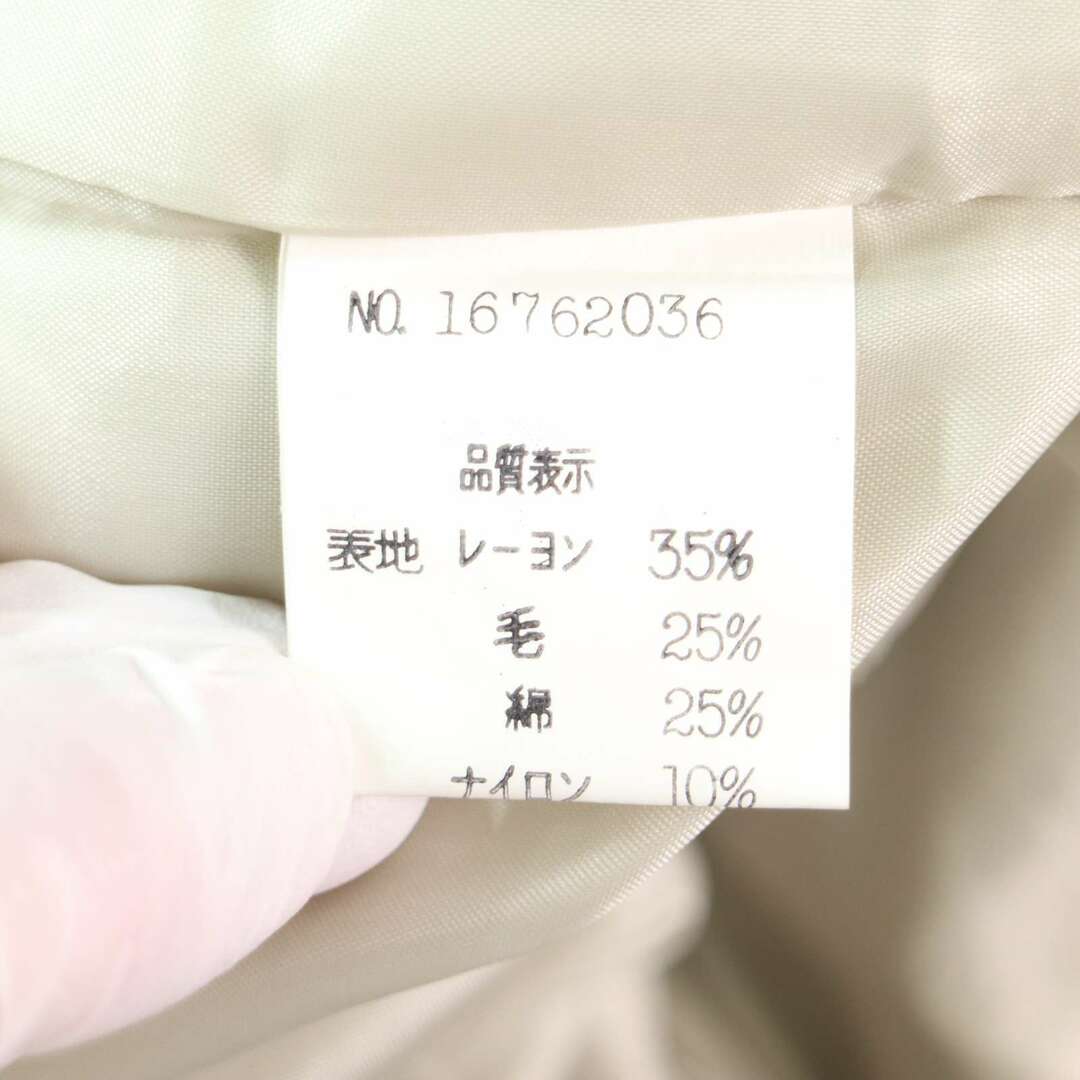 NO. 16762036
品質表示
表地 レーヨン 35%
毛 25%
綿 25%
ナイロン 10%